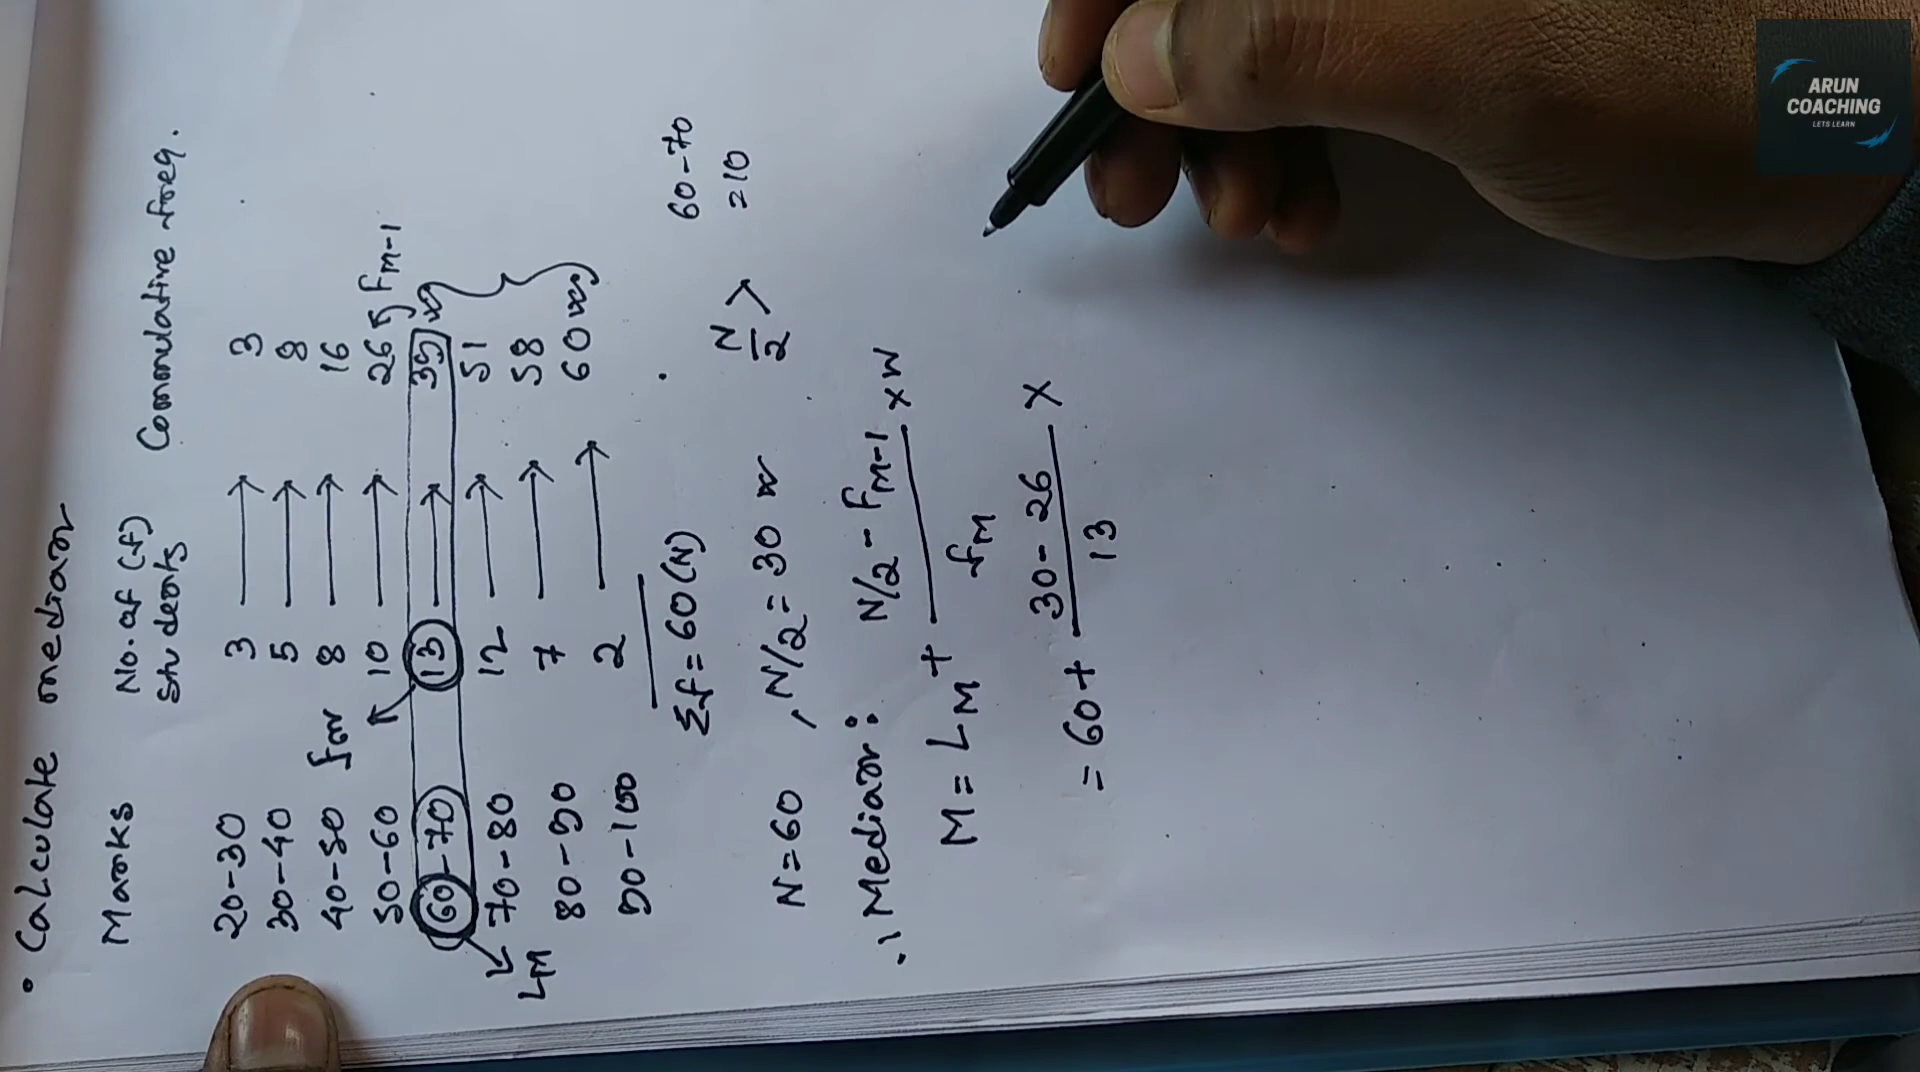 • Calculate median
Marks No. of (f) students Commulative freq.
20-30 3 → 3
30-40 5 → 8
40-50 8 → 16
50-60 10 → 26 } Fm-1
60-70 13 → 39
70-80 12 → 51
80-90 7 → 58
90-100 2 → 60
fm
LM
Σf = 60 (N)
60-70
= 10
N = 60 , N/2 = 30
N/2 >
∴ Median:
M = LM + N/2 - Fm-1 / fM × W
= 60 + 30 - 26 / 13 ×
ARUN
COACHING
LETS LEARN